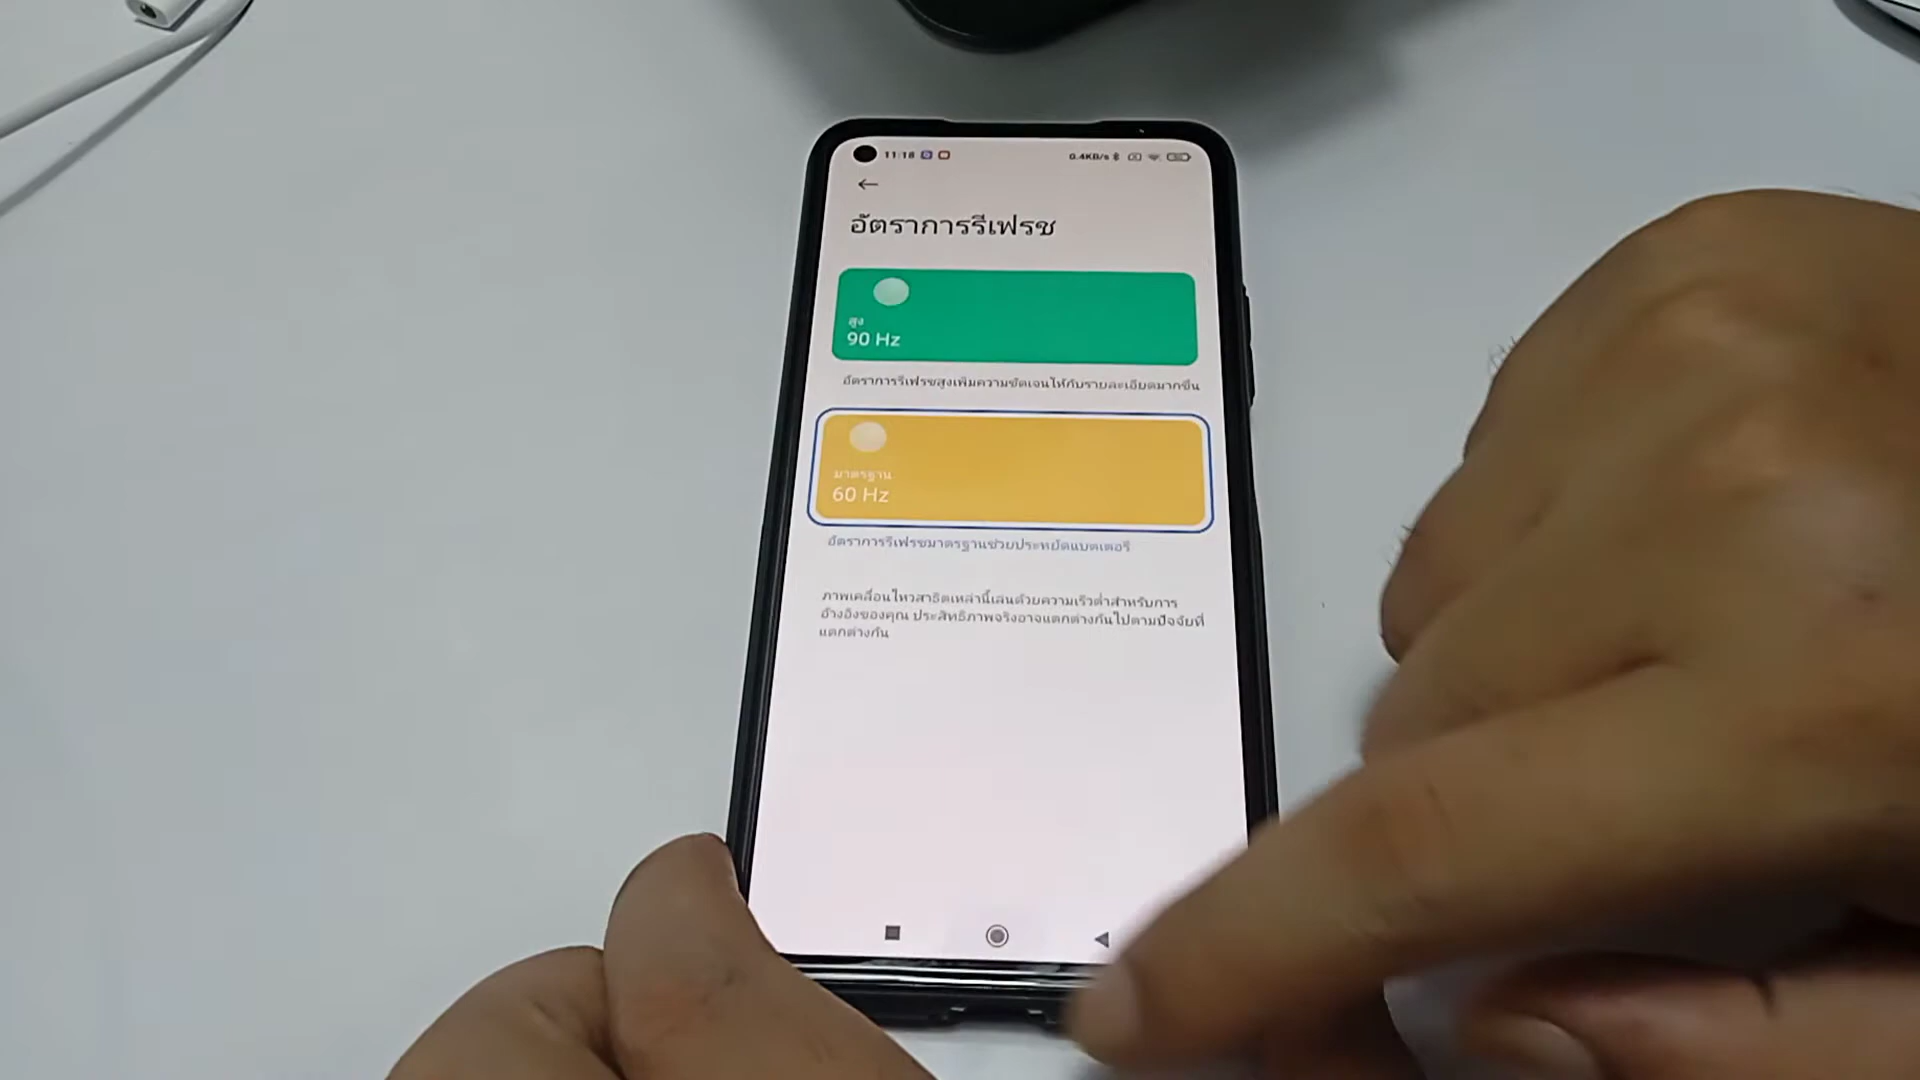 11:18
0.4KB/s
อัตราการรีเฟรช
สูง
90 Hz
อัตราการรีเฟรชสูงเพิ่มความชัดเจนให้กับรายละเอียดมากขึ้น
มาตรฐาน
60 Hz
อัตราการรีเฟรชมาตรฐานช่วยประหยัดแบตเตอรี่
ภาพเคลื่อนไหวสาธิตเหล่านี้เล่นด้วยความเร็วต่ำสำหรับการ
อ้างอิงของคุณ ประสิทธิภาพจริงอาจแตกต่างกันไปตามปัจจัยที่
แตกต่างกัน